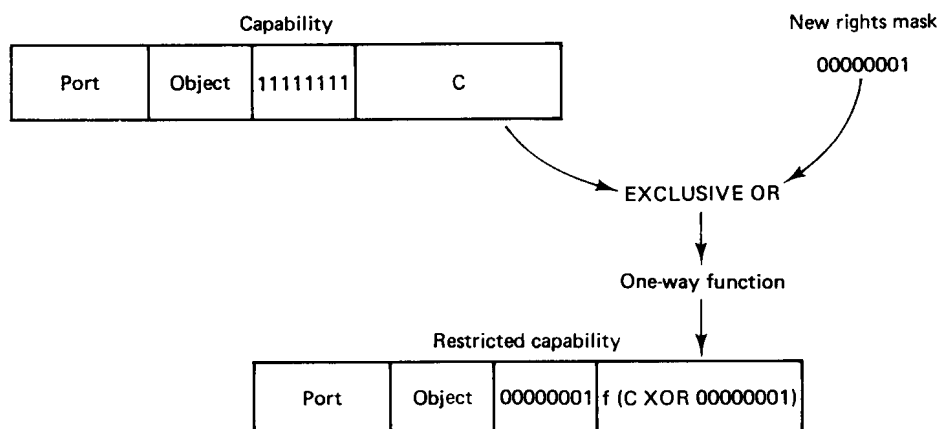 Capability
New rights mask
Port Object 11111111 C
00000001
EXCLUSIVE OR
One-way function
Restricted capability
Port Object 00000001 f (C XOR 00000001)